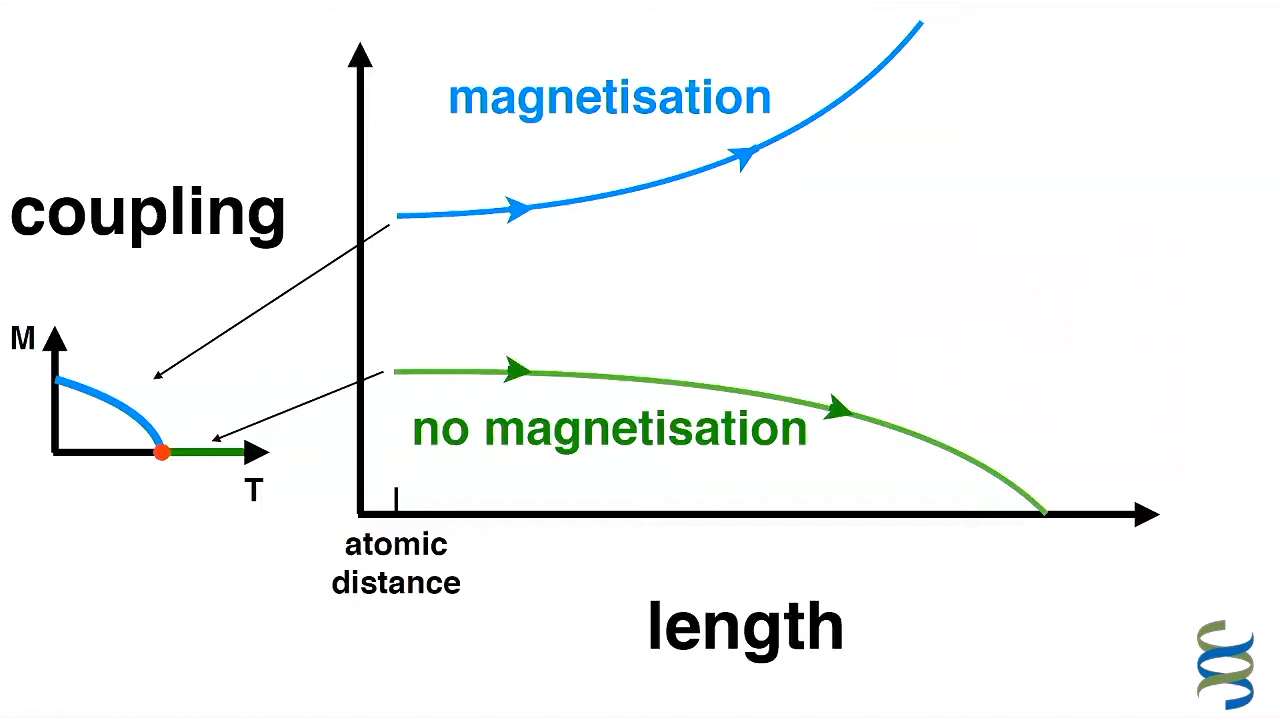 magnetisation
coupling
M
no magnetisation
T
atomic
distance
length